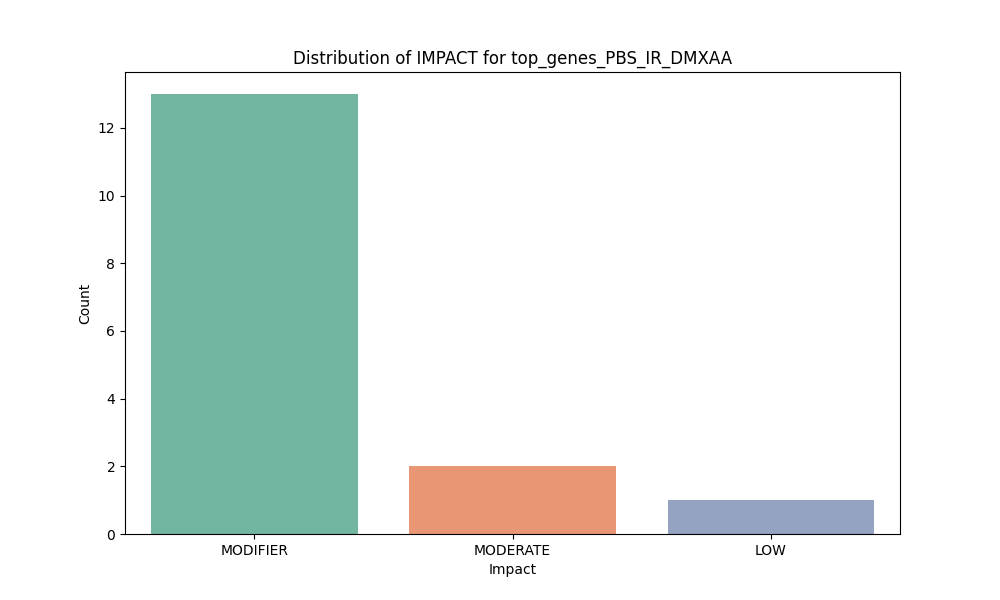 Distribution of IMPACT for top_genes_PBS_IR_DMXAA
Count
12
10
8
6
4
2
0
MODIFIER
MODERATE
LOW
Impact